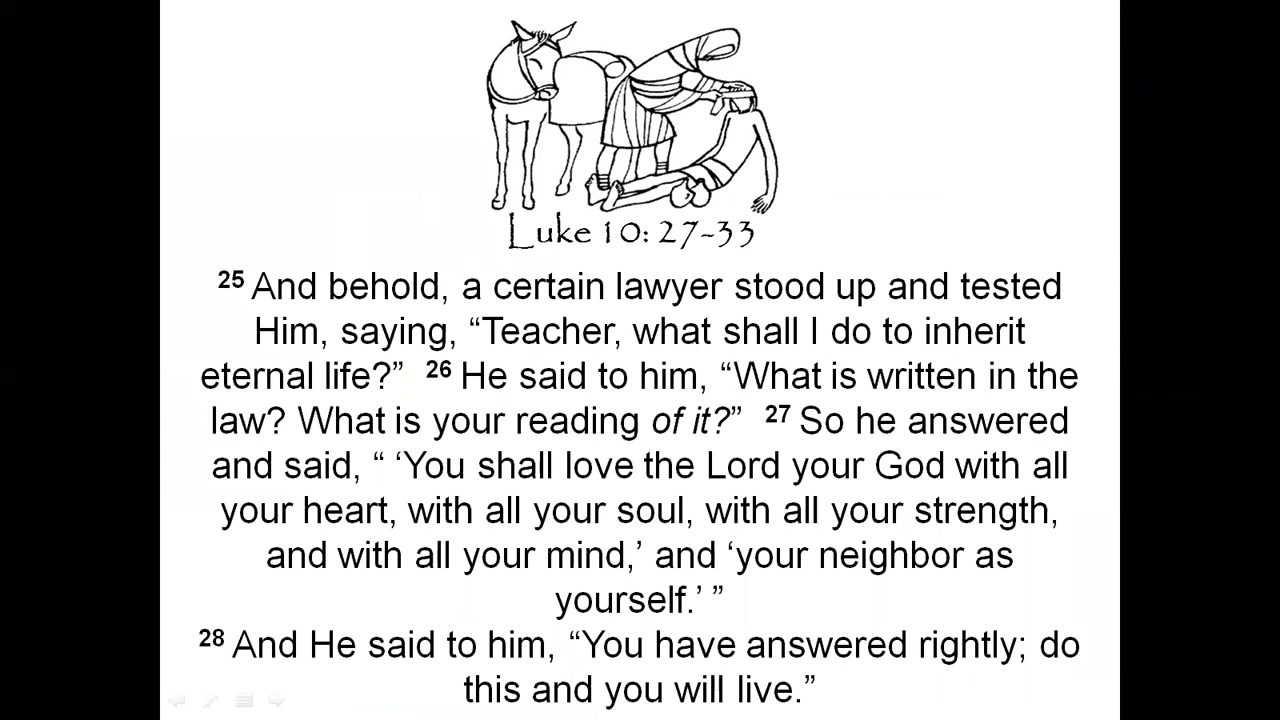 Luke 10: 27-33
25 And behold, a certain lawyer stood up and tested
Him, saying, “Teacher, what shall I do to inherit
eternal life?” 26 He said to him, “What is written in the
law? What is your reading of it?” 27 So he answered
and said, “ ‘You shall love the Lord your God with all
your heart, with all your soul, with all your strength,
and with all your mind,’ and ‘your neighbor as
yourself.’ ”
28 And He said to him, “You have answered rightly; do
this and you will live.”